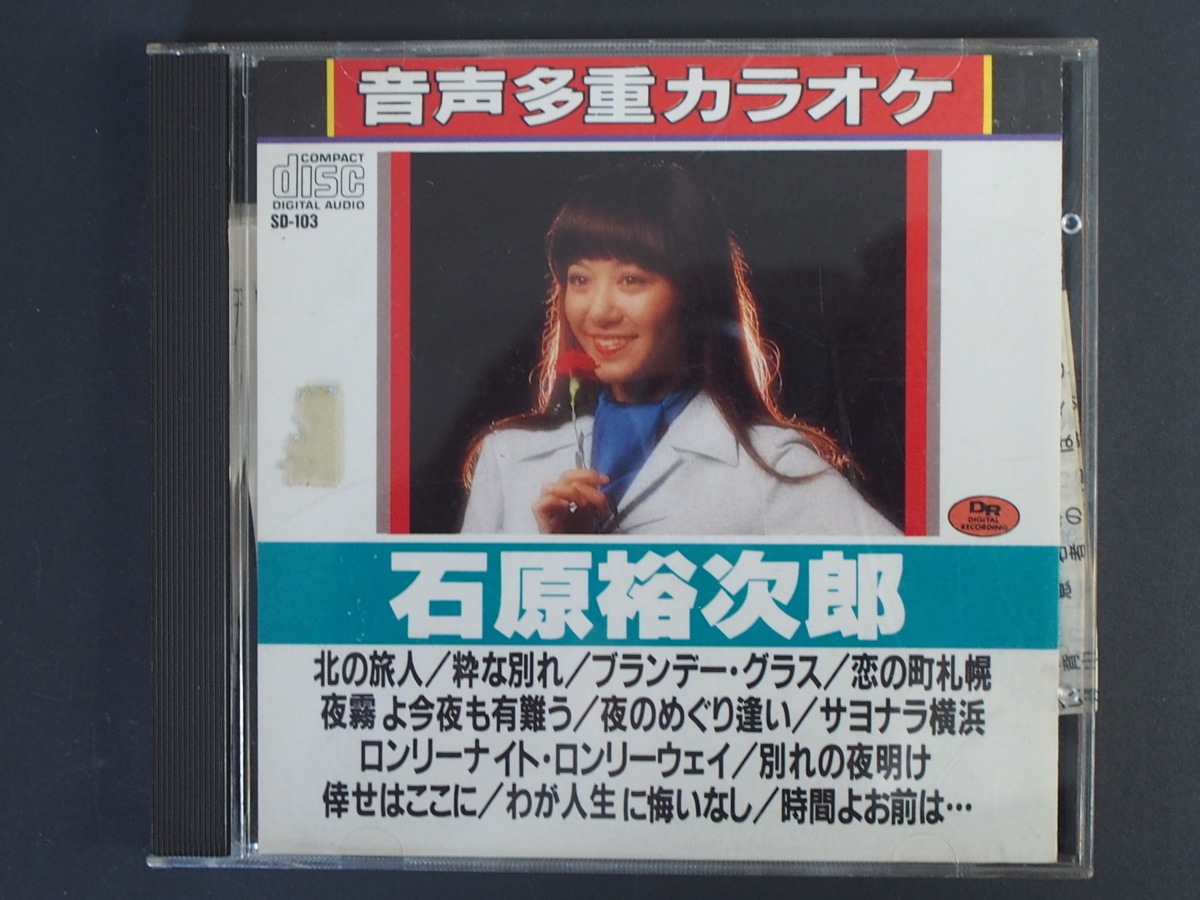 音声多重カラオケ
COMPACT
disc
DIGITAL AUDIO
SD-103
DR
DIGITAL
RECORDING
石原裕次郎
北の旅人／粋な別れ／ブランデー・グラス／恋の町札幌
夜霧よ今夜も有難う／夜のめぐり逢い／サヨナラ横浜
ロンリーナイト・ロンリーウェイ／別れの夜明け
倖せはここに／わが人生に悔いなし／時間よお前は…